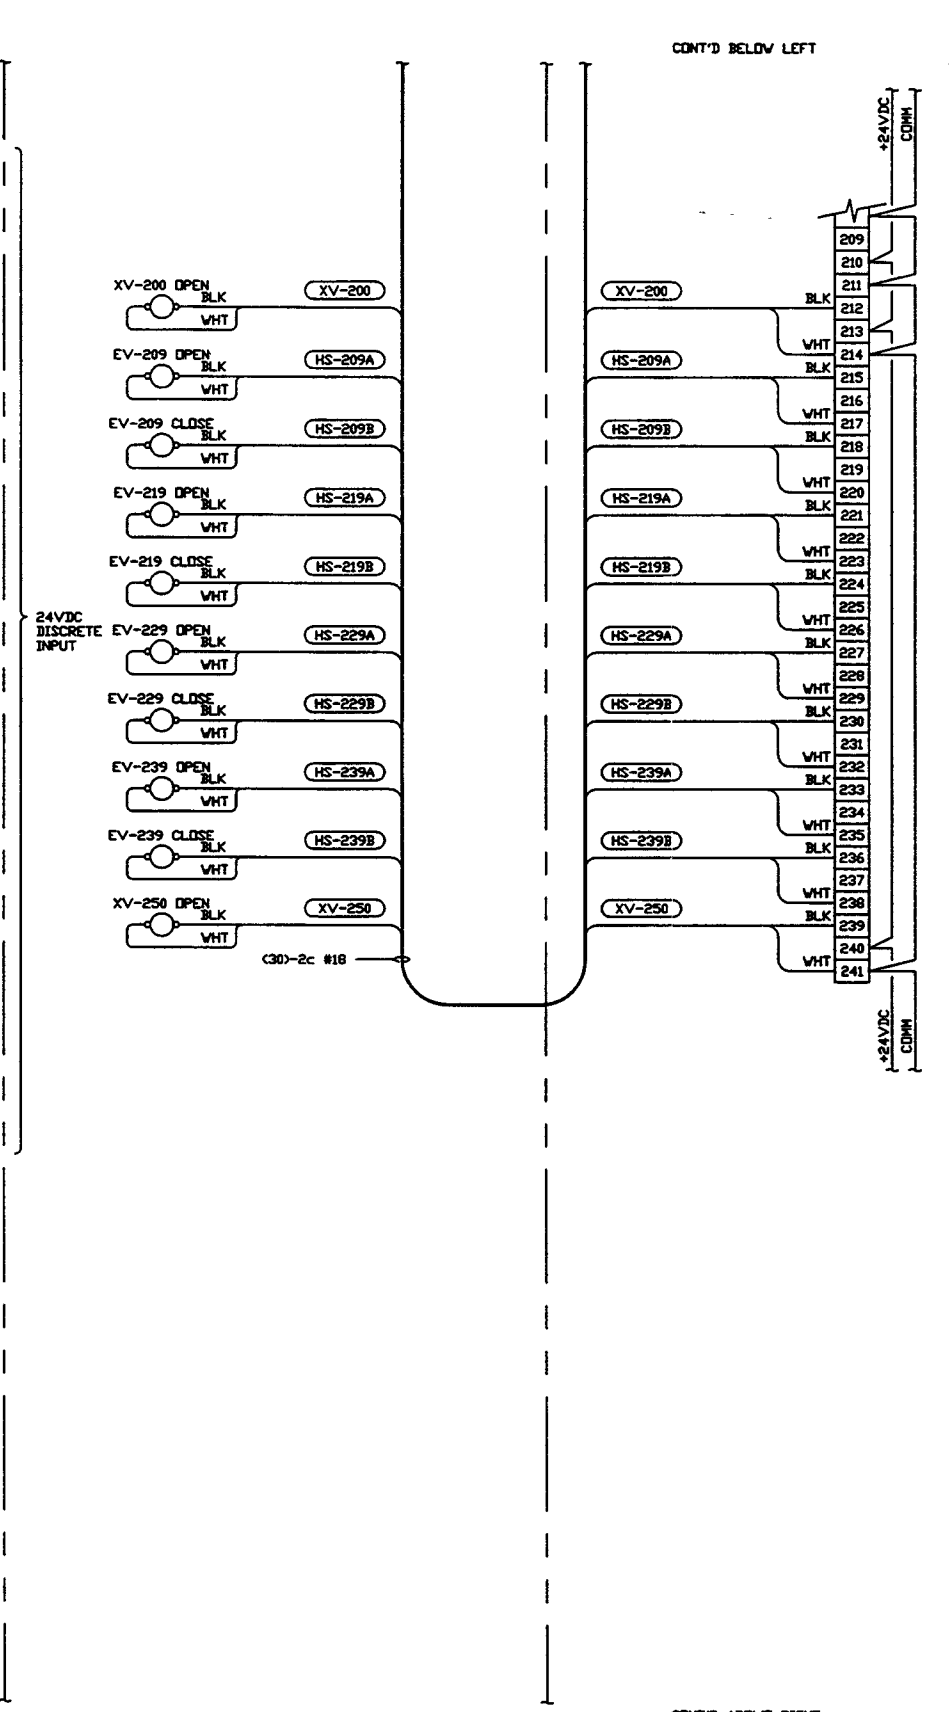 CONT'D BELOW LEFT
+24VDC
COMM
209
210
211
XV-200 OPEN
BLK
WHT
XV-200
XV-200
BLK
212
213
WHT
214
EV-209 OPEN
BLK
WHT
HS-209A
HS-209A
BLK
215
216
WHT
217
EV-209 CLOSE
BLK
WHT
HS-209B
HS-209B
BLK
218
219
WHT
220
EV-219 OPEN
BLK
WHT
HS-219A
HS-219A
BLK
221
222
WHT
223
EV-219 CLOSE
BLK
WHT
HS-219B
HS-219B
BLK
224
225
WHT
226
24VDC
DISCRETE
INPUT
EV-229 OPEN
BLK
WHT
HS-229A
HS-229A
BLK
227
228
WHT
229
EV-229 CLOSE
BLK
WHT
HS-229B
HS-229B
BLK
230
231
WHT
232
EV-239 OPEN
BLK
WHT
HS-239A
HS-239A
BLK
233
234
WHT
235
EV-239 CLOSE
BLK
WHT
HS-239B
HS-239B
BLK
236
237
WHT
238
XV-250 OPEN
BLK
WHT
XV-250
XV-250
BLK
239
240
WHT
241
(30)-2c #18
+24VDC
COMM